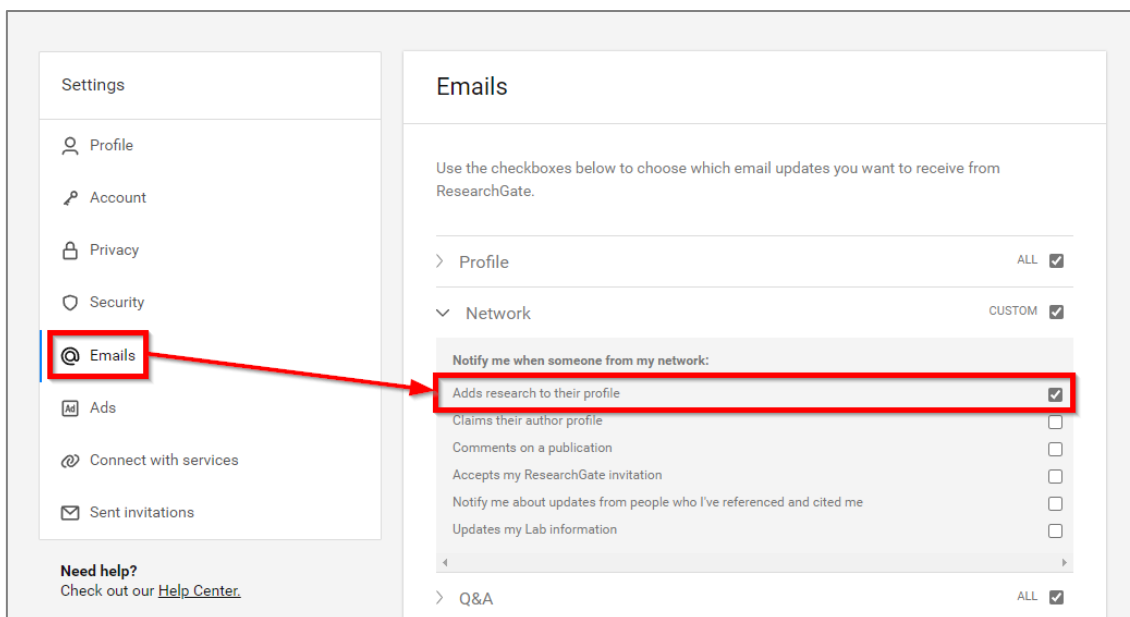 Settings
Profile
Account
Privacy
Security
Emails
Ad Ads
Connect with services
Sent invitations
Need help?
Check out our Help Center.
Emails
Use the checkboxes below to choose which email updates you want to receive from
ResearchGate.
Profile ALL
Network CUSTOM
Notify me when someone from my network:
Adds research to their profile
Claims their author profile
Comments on a publication
Accepts my ResearchGate invitation
Notify me about updates from people who I've referenced and cited me
Updates my Lab information
Q&A ALL